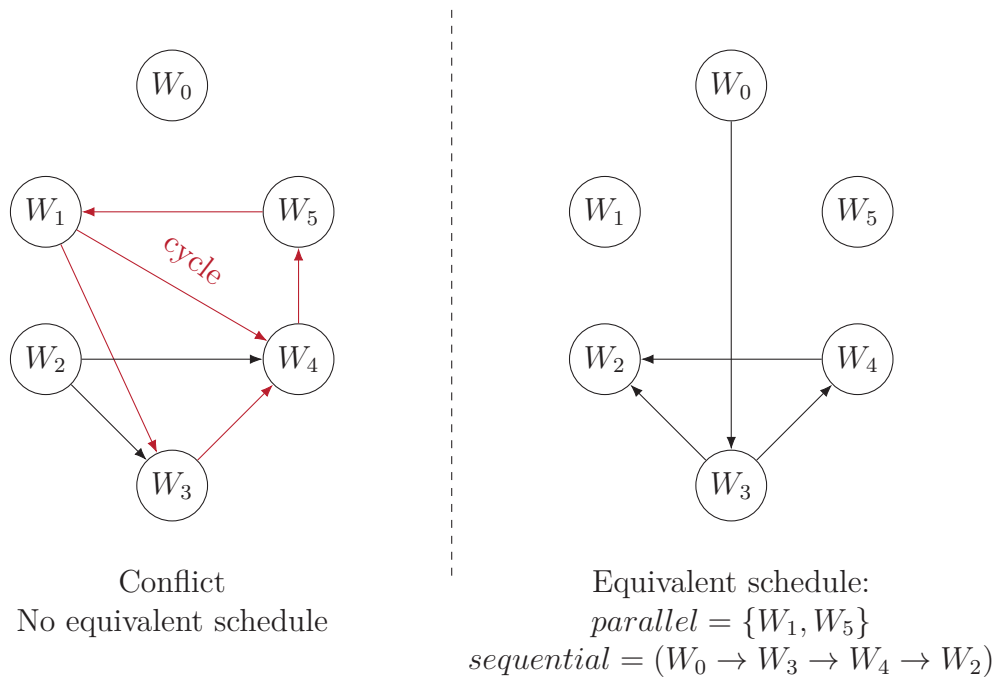 W₀
W₁
W₅
cycle
W₂
W₄
W₃
Conflict
No equivalent schedule
W₀
W₁
W₅
W₂
W₄
W₃
Equivalent schedule:
parallel = {W₁, W₅}
sequential = (W₀ → W₃ → W₄ → W₂)